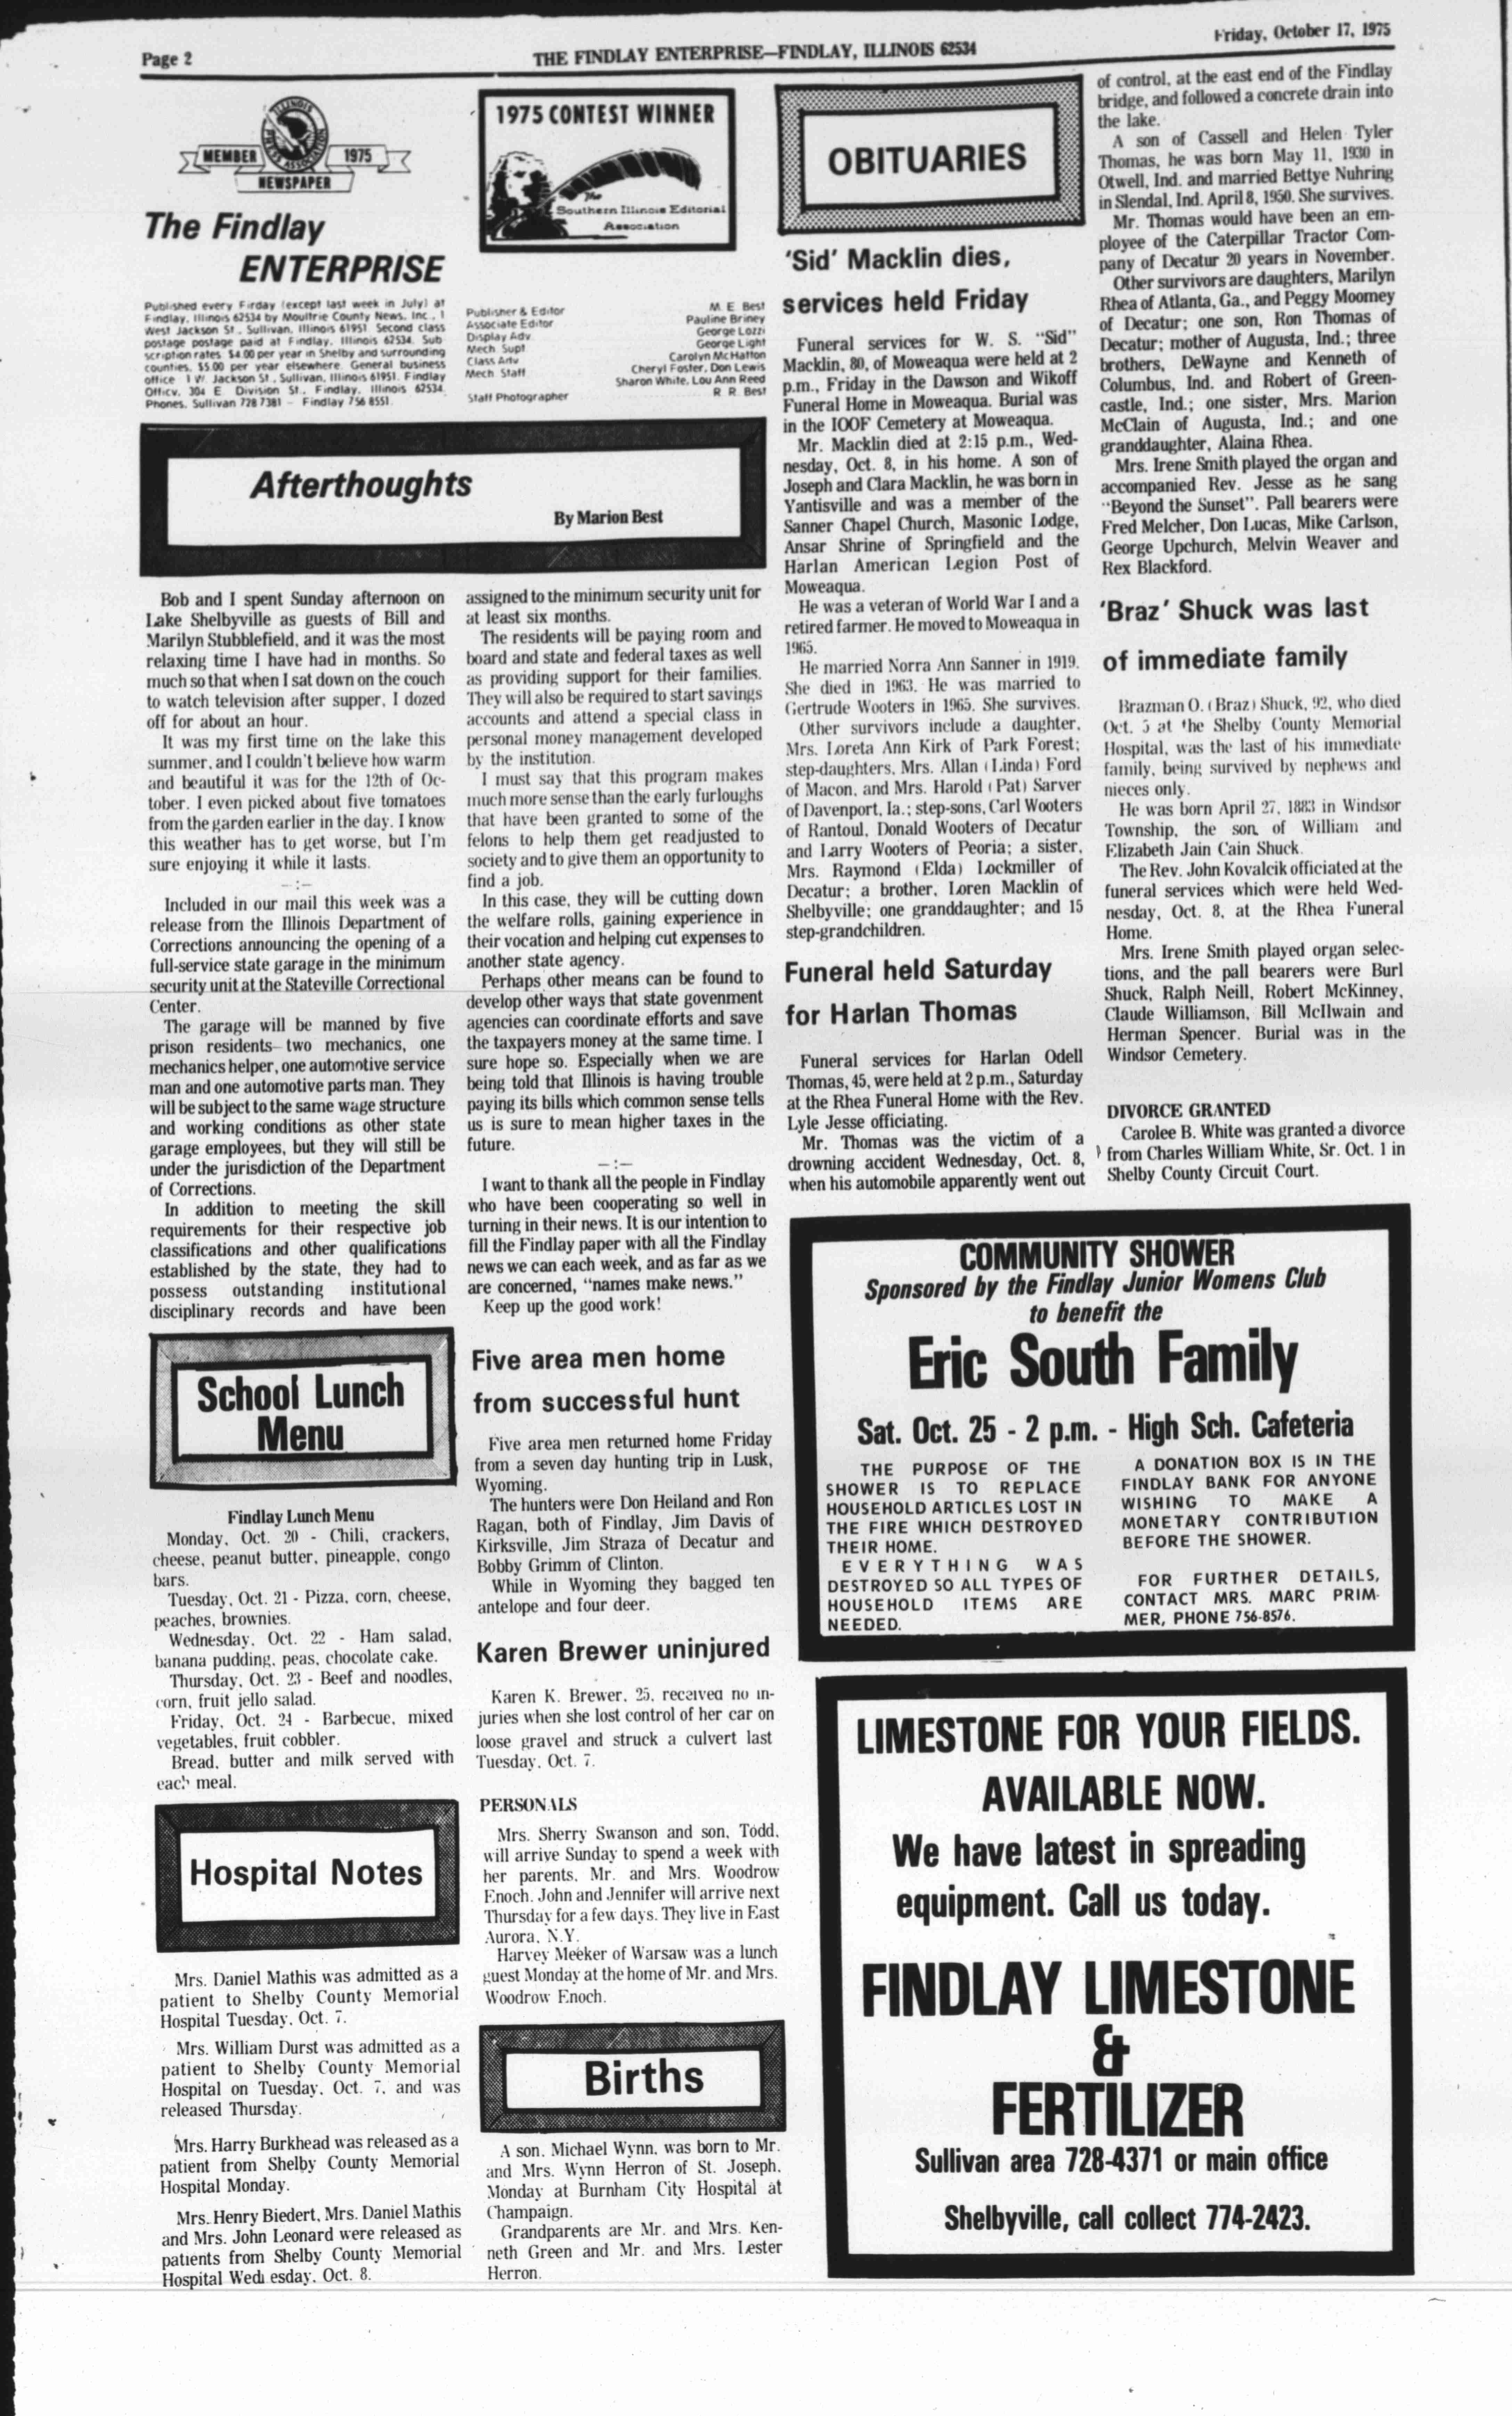 Page 2
THE FINDLAY ENTERPRISE—FINDLAY, ILLINOIS 62534
Friday, October 17, 1975
ILLINOIS
PRESS ASSOCIATION
MEMBER
1975
NEWSPAPER
The Findlay
ENTERPRISE
1975 CONTEST WINNER
The
Southern Illinois Editorial
Association
Published every Firday (except last week in July) at
Findlay, Illinois 62534 by Moultrie County News, Inc., 1
West Jackson St., Sullivan, Illinois 61951. Second class
postage postage paid at Findlay, Illinois 62534. Sub
scription rates $4.00 per year in Shelby and surrounding
counties, $5.00 per year elsewhere. General business
office 1 W. Jackson St., Sullivan, Illinois 61951. Findlay
Officv, 304 E. Division St., Findlay, Illinois 62534.
Phones, Sullivan 728 7381 - Findlay 756 8551.
Publisher & Editor
M. E. Best
Associate Editor
Pauline Briney
Display Adv.
George Lozzi
Mech Supt
George Light
Class Adv
Carolyn McHatton
Mech Staff
Cheryl Foster, Don Lewis
Sharon White, Lou Ann Reed
Staff Photographer
R. R. Best
Afterthoughts
By Marion Best
Bob and I spent Sunday afternoon on
Lake Shelbyville as guests of Bill and
Marilyn Stubblefield, and it was the most
relaxing time I have had in months. So
much so that when I sat down on the couch
to watch television after supper, I dozed
off for about an hour.
It was my first time on the lake this
summer, and I couldn't believe how warm
and beautiful it was for the 12th of Oc-
tober. I even picked about five tomatoes
from the garden earlier in the day. I know
this weather has to get worse, but I'm
sure enjoying it while it lasts.
—:—
Included in our mail this week was a
release from the Illinois Department of
Corrections announcing the opening of a
full-service state garage in the minimum
security unit at the Stateville Correctional
Center.
The garage will be manned by five
prison residents--two mechanics, one
mechanics helper, one automotive service
man and one automotive parts man. They
will be subject to the same wage structure
and working conditions as other state
garage employees, but they will still be
under the jurisdiction of the Department
of Corrections.
In addition to meeting the skill
requirements for their respective job
classifications and other qualifications
established by the state, they had to
possess outstanding institutional
disciplinary records and have been
assigned to the minimum security unit for
at least six months.
The residents will be paying room and
board and state and federal taxes as well
as providing support for their families.
They will also be required to start savings
accounts and attend a special class in
personal money management developed
by the institution.
I must say that this program makes
much more sense than the early furloughs
that have been granted to some of the
felons to help them get readjusted to
society and to give them an opportunity to
find a job.
In this case, they will be cutting down
the welfare rolls, gaining experience in
their vocation and helping cut expenses to
another state agency.
Perhaps other means can be found to
develop other ways that state govenment
agencies can coordinate efforts and save
the taxpayers money at the same time. I
sure hope so. Especially when we are
being told that Illinois is having trouble
paying its bills which common sense tells
us is sure to mean higher taxes in the
future.
—:—
I want to thank all the people in Findlay
who have been cooperating so well in
turning in their news. It is our intention to
fill the Findlay paper with all the Findlay
news we can each week, and as far as we
are concerned, "names make news."
Keep up the good work!
School Lunch
Menu
Findlay Lunch Menu
Monday, Oct. 20 - Chili, crackers,
cheese, peanut butter, pineapple, congo
bars.
Tuesday, Oct. 21 - Pizza, corn, cheese,
peaches, brownies.
Wednesday, Oct. 22 - Ham salad,
banana pudding, peas, chocolate cake.
Thursday, Oct. 23 - Beef and noodles,
corn, fruit jello salad.
Friday, Oct. 24 - Barbecue, mixed
vegetables, fruit cobbler.
Bread, butter and milk served with
each meal.
Hospital Notes
Mrs. Daniel Mathis was admitted as a
patient to Shelby County Memorial
Hospital Tuesday, Oct. 7.
Mrs. William Durst was admitted as a
patient to Shelby County Memorial
Hospital on Tuesday, Oct. 7, and was
released Thursday.
Mrs. Harry Burkhead was released as a
patient from Shelby County Memorial
Hospital Monday.
Mrs. Henry Biedert, Mrs. Daniel Mathis
and Mrs. John Leonard were released as
patients from Shelby County Memorial
Hospital Wednesday, Oct. 8.
Five area men home
from successful hunt
Five area men returned home Friday
from a seven day hunting trip in Lusk,
Wyoming.
The hunters were Don Heiland and Ron
Ragan, both of Findlay, Jim Davis of
Kirksville, Jim Straza of Decatur and
Bobby Grimm of Clinton.
While in Wyoming they bagged ten
antelope and four deer.
Karen Brewer uninjured
Karen K. Brewer, 25, received no in-
juries when she lost control of her car on
loose gravel and struck a culvert last
Tuesday, Oct. 7.
PERSONALS
Mrs. Sherry Swanson and son, Todd,
will arrive Sunday to spend a week with
her parents, Mr. and Mrs. Woodrow
Enoch. John and Jennifer will arrive next
Thursday for a few days. They live in East
Aurora, N.Y.
Harvey Meeker of Warsaw was a lunch
guest Monday at the home of Mr. and Mrs.
Woodrow Enoch.
Births
A son, Michael Wynn, was born to Mr.
and Mrs. Wynn Herron of St. Joseph,
Monday at Burnham City Hospital at
Champaign.
Grandparents are Mr. and Mrs. Ken-
neth Green and Mr. and Mrs. Lester
Herron.
OBITUARIES
'Sid' Macklin dies,
services held Friday
Funeral services for W. S. "Sid"
Macklin, 80, of Moweaqua were held at 2
p.m., Friday in the Dawson and Wikoff
Funeral Home in Moweaqua. Burial was
in the IOOF Cemetery at Moweaqua.
Mr. Macklin died at 2:15 p.m., Wed-
nesday, Oct. 8, in his home. A son of
Joseph and Clara Macklin, he was born in
Yantisville and was a member of the
Sanner Chapel Church, Masonic Lodge,
Ansar Shrine of Springfield and the
Harlan American Legion Post of
Moweaqua.
He was a veteran of World War I and a
retired farmer. He moved to Moweaqua in
1965.
He married Norra Ann Sanner in 1919.
She died in 1963. He was married to
Gertrude Wooters in 1965. She survives.
Other survivors include a daughter,
Mrs. Loreta Ann Kirk of Park Forest;
step-daughters, Mrs. Allan (Linda) Ford
of Macon, and Mrs. Harold (Pat) Sarver
of Davenport, Ia.; step-sons, Carl Wooters
of Rantoul, Donald Wooters of Decatur
and Larry Wooters of Peoria; a sister,
Mrs. Raymond (Elda) Lockmiller of
Decatur; a brother, Loren Macklin of
Shelbyville; one granddaughter; and 15
step-grandchildren.
Funeral held Saturday
for Harlan Thomas
Funeral services for Harlan Odell
Thomas, 45, were held at 2 p.m., Saturday
at the Rhea Funeral Home with the Rev.
Lyle Jesse officiating.
Mr. Thomas was the victim of a
drowning accident Wednesday, Oct. 8,
when his automobile apparently went out
of control, at the east end of the Findlay
bridge, and followed a concrete drain into
the lake.
A son of Cassell and Helen Tyler
Thomas, he was born May 11, 1930 in
Otwell, Ind. and married Bettye Nuhring
in Slendal, Ind. April 8, 1950. She survives.
Mr. Thomas would have been an em-
ployee of the Caterpillar Tractor Com-
pany of Decatur 20 years in November.
Other survivors are daughters, Marilyn
Rhea of Atlanta, Ga., and Peggy Moomey
of Decatur; one son, Ron Thomas of
Decatur; mother of Augusta, Ind.; three
brothers, DeWayne and Kenneth of
Columbus, Ind. and Robert of Green-
castle, Ind.; one sister, Mrs. Marion
McClain of Augusta, Ind.; and one
granddaughter, Alaina Rhea.
Mrs. Irene Smith played the organ and
accompanied Rev. Jesse as he sang
"Beyond the Sunset". Pall bearers were
Fred Melcher, Don Lucas, Mike Carlson,
George Upchurch, Melvin Weaver and
Rex Blackford.
'Braz' Shuck was last
of immediate family
Brazman O. (Braz) Shuck, 92, who died
Oct. 5 at the Shelby County Memorial
Hospital, was the last of his immediate
family, being survived by nephews and
nieces only.
He was born April 27, 1883 in Windsor
Township, the son of William and
Elizabeth Jain Cain Shuck.
The Rev. John Kovalcik officiated at the
funeral services which were held Wed-
nesday, Oct. 8, at the Rhea Funeral
Home.
Mrs. Irene Smith played organ selec-
tions, and the pall bearers were Burl
Shuck, Ralph Neill, Robert McKinney,
Claude Williamson, Bill McIlwain and
Herman Spencer. Burial was in the
Windsor Cemetery.
DIVORCE GRANTED
Carolee B. White was granted a divorce
from Charles William White, Sr. Oct. 1 in
Shelby County Circuit Court.
COMMUNITY SHOWER
Sponsored by the Findlay Junior Womens Club
to benefit the
Eric South Family
Sat. Oct. 25 - 2 p.m. - High Sch. Cafeteria
THE PURPOSE OF THE
SHOWER IS TO REPLACE
HOUSEHOLD ARTICLES LOST IN
THE FIRE WHICH DESTROYED
THEIR HOME.
EVERYTHING WAS
DESTROYED SO ALL TYPES OF
HOUSEHOLD ITEMS ARE
NEEDED.
A DONATION BOX IS IN THE
FINDLAY BANK FOR ANYONE
WISHING TO MAKE A
MONETARY CONTRIBUTION
BEFORE THE SHOWER.
FOR FURTHER DETAILS,
CONTACT MRS. MARC PRIM-
MER, PHONE 756-8576.
LIMESTONE FOR YOUR FIELDS.
AVAILABLE NOW.
We have latest in spreading
equipment. Call us today.
FINDLAY LIMESTONE
&
FERTILIZER
Sullivan area 728-4371 or main office
Shelbyville, call collect 774-2423.